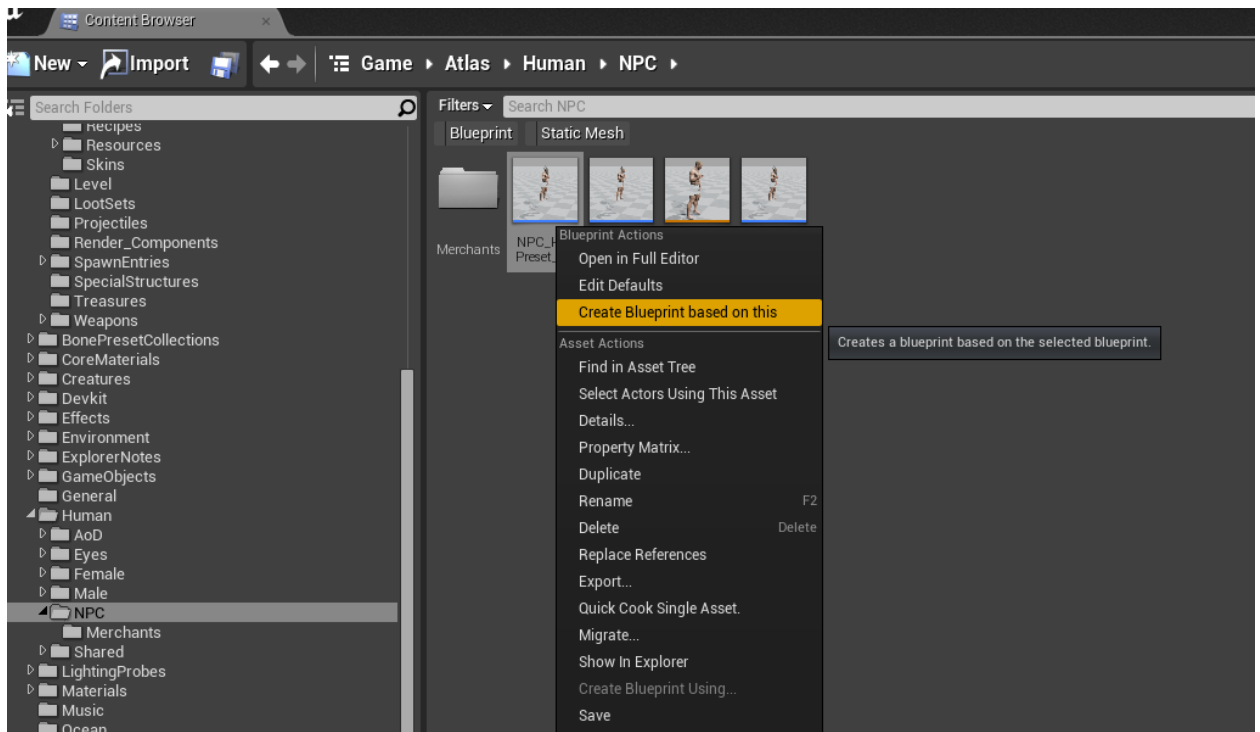 Content Browser
New Import Game Atlas Human NPC
Search Folders
Recipes
Resources
Skins
Level
LootSets
Projectiles
Render_Components
SpawnEntries
SpecialStructures
Treasures
Weapons
BonePresetCollections
CoreMaterials
Creatures
Devkit
Effects
Environment
ExplorerNotes
GameObjects
General
Human
AoD
Eyes
Female
Male
NPC
Merchants
Shared
LightingProbes
Materials
Music
Ocean
Filters Search NPC
Blueprint Static Mesh
Merchants
NPC_H
Preset_
Blueprint Actions
Open in Full Editor
Edit Defaults
Create Blueprint based on this
Creates a blueprint based on the selected blueprint.
Asset Actions
Find in Asset Tree
Select Actors Using This Asset
Details...
Property Matrix...
Duplicate
Rename F2
Delete Delete
Replace References
Export...
Quick Cook Single Asset.
Migrate...
Show In Explorer
Create Blueprint Using...
Save